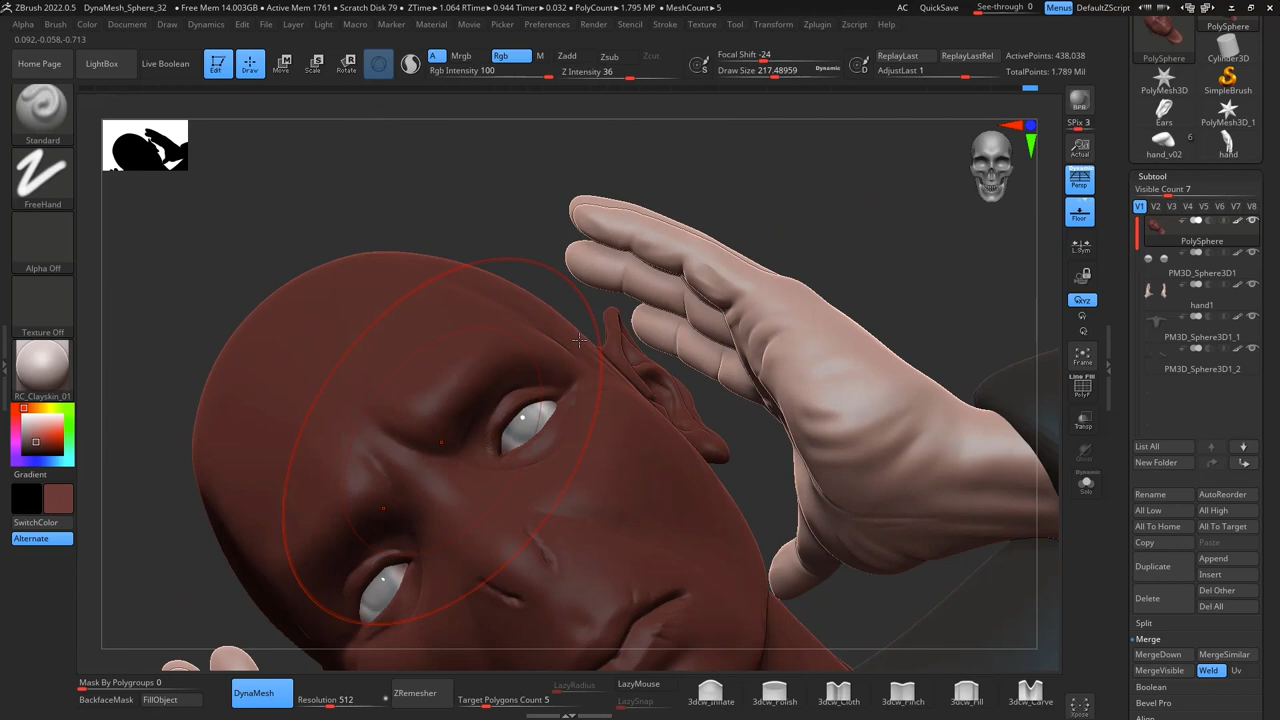 ZBrush 2022.0.5 DynaMesh_Sphere_32 • Free Mem 14.003GB • Active Mem 1761 • Scratch Disk 79 • ZTime▸1.064 RTime▸0.944 Timer▸0.032 • PolyCount▸1.795 MP • MeshCount▸5
AC QuickSave See-through 0 Menus DefaultZScript
Alpha Brush Color Document Draw Dynamics Edit File Layer Light Macro Marker Material Movie Picker Preferences Render Stencil Stroke Texture Tool Transform Zplugin Zscript Help
0.092,-0.058,-0.713
Home Page LightBox Live Boolean
Edit Draw Move Scale Rotate
A Mrgb Rgb M Zadd Zsub Zcut
Rgb Intensity 100 Z Intensity 36
Focal Shift -24
Draw Size 217.48959 Dynamic
S
D
ReplayLast ReplayLastRel ActivePoints: 438,038
AdjustLast 1 TotalPoints: 1.789 Mil
Standard
FreeHand
Alpha Off
Texture Off
RC_Clayskin_01
Gradient
SwitchColor
Alternate
BPR
SPix 3
Actual
Dynamic
Persp
Floor
L.Sym
XYZ
Frame
Line Fill
PolyF
Transp
Ghost
Dynamic
Solo
Xpose
PolySphere
PolySphere
Cylinder3D
PolyMesh3D SimpleBrush
Ears PolyMesh3D_1
6
hand_v02 hand
Subtool
Visible Count 7
V1 V2 V3 V4 V5 V6 V7 V8
PolySphere
PM3D_Sphere3D1
hand1
PM3D_Sphere3D1_1
PM3D_Sphere3D1_2
List All
New Folder
Rename AutoReorder
All Low All High
All To Home All To Target
Copy Paste
Duplicate Append
Insert
Delete Del Other
Del All
Split
Merge
MergeDown MergeSimilar
MergeVisible Weld Uv
Boolean
Bevel Pro
Align
Mask By Polygroups 0
BackfaceMask FillObject
DynaMesh
Resolution 512
ZRemesher
Target Polygons Count 5
LazyRadius LazyMouse
LazySnap
3dcw_Inflate 3dcw_Polish 3dcw_Cloth 3dcw_Pinch 3dcw_Fill 3dcw_Carve